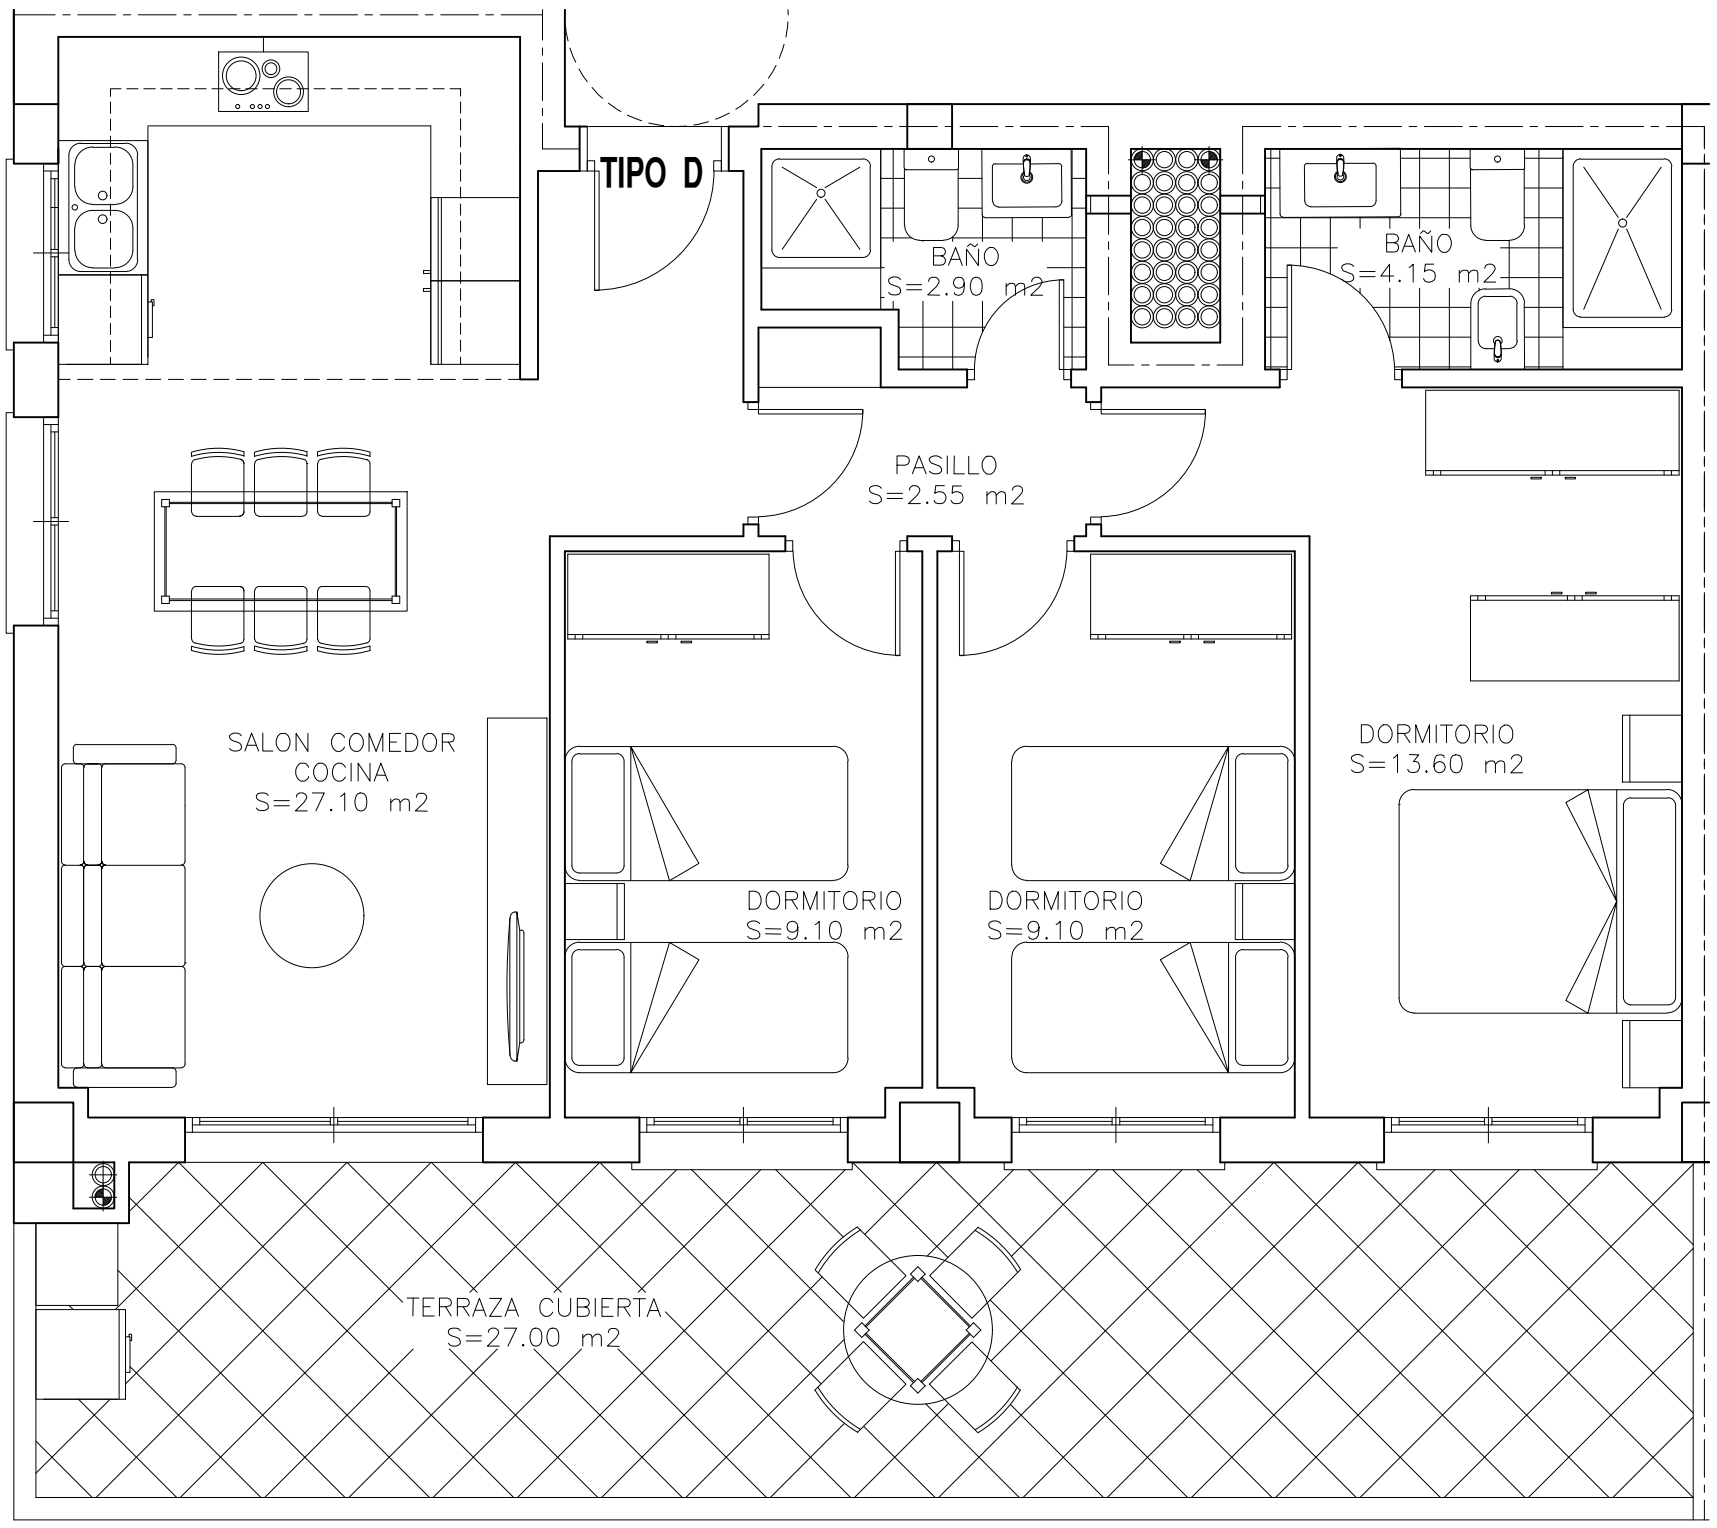 TIPO D
BAÑO
S=2.90 m2
BAÑO
S=4.15 m2
PASILLO
S=2.55 m2
SALON COMEDOR
COCINA
S=27.10 m2
DORMITORIO
S=13.60 m2
DORMITORIO
S=9.10 m2
DORMITORIO
S=9.10 m2
TERRAZA CUBIERTA
S=27.00 m2